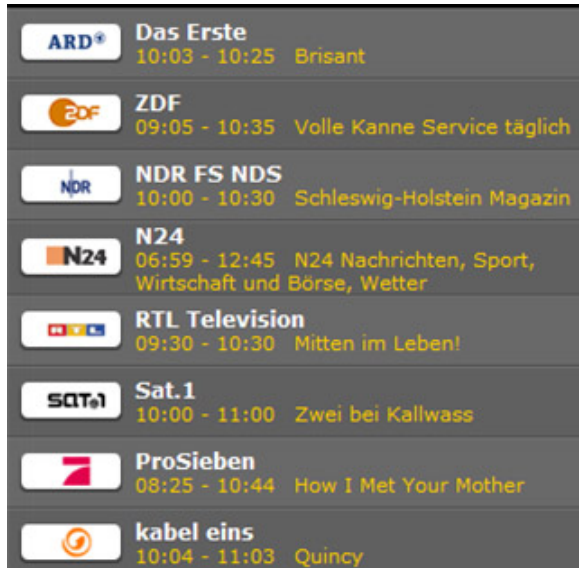 ARD Das Erste
10:03 - 10:25 Brisant
ZDF ZDF
09:05 - 10:35 Volle Kanne Service täglich
NDR NDR FS NDS
10:00 - 10:30 Schleswig-Holstein Magazin
N24 N24
06:59 - 12:45 N24 Nachrichten, Sport,
Wirtschaft und Börse, Wetter
RTL RTL Television
09:30 - 10:30 Mitten im Leben!
SAT.1 Sat.1
10:00 - 11:00 Zwei bei Kallwass
ProSieben
08:25 - 10:44 How I Met Your Mother
kabel eins
10:04 - 11:03 Quincy